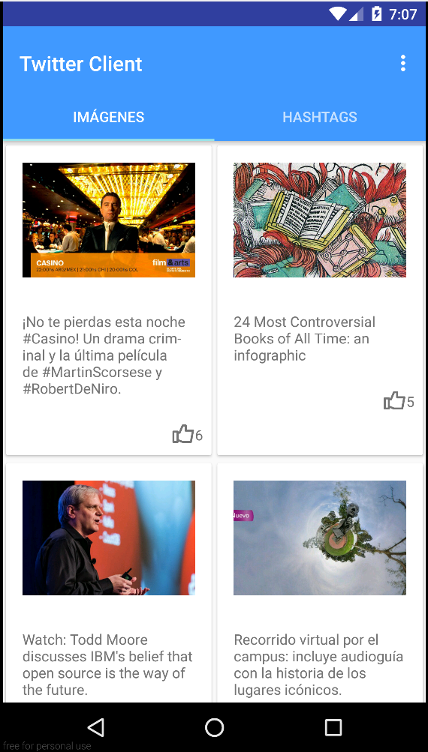 7:07
Twitter Client
IMÁGENES
HASHTAGS
CASINO
film&arts
¡No te pierdas esta noche
#Casino! Un drama crim-
inal y la última película
de #MartinScorsese y
#RobertDeNiro.
6
24 Most Controversial
Books of All Time: an
infographic
5
Watch: Todd Moore
discusses IBM's belief that
open source is the way of
the future.
Nuevo
Recorrido virtual por el
campus: incluye audioguía
con la historia de los
lugares icónicos.
free for personal use